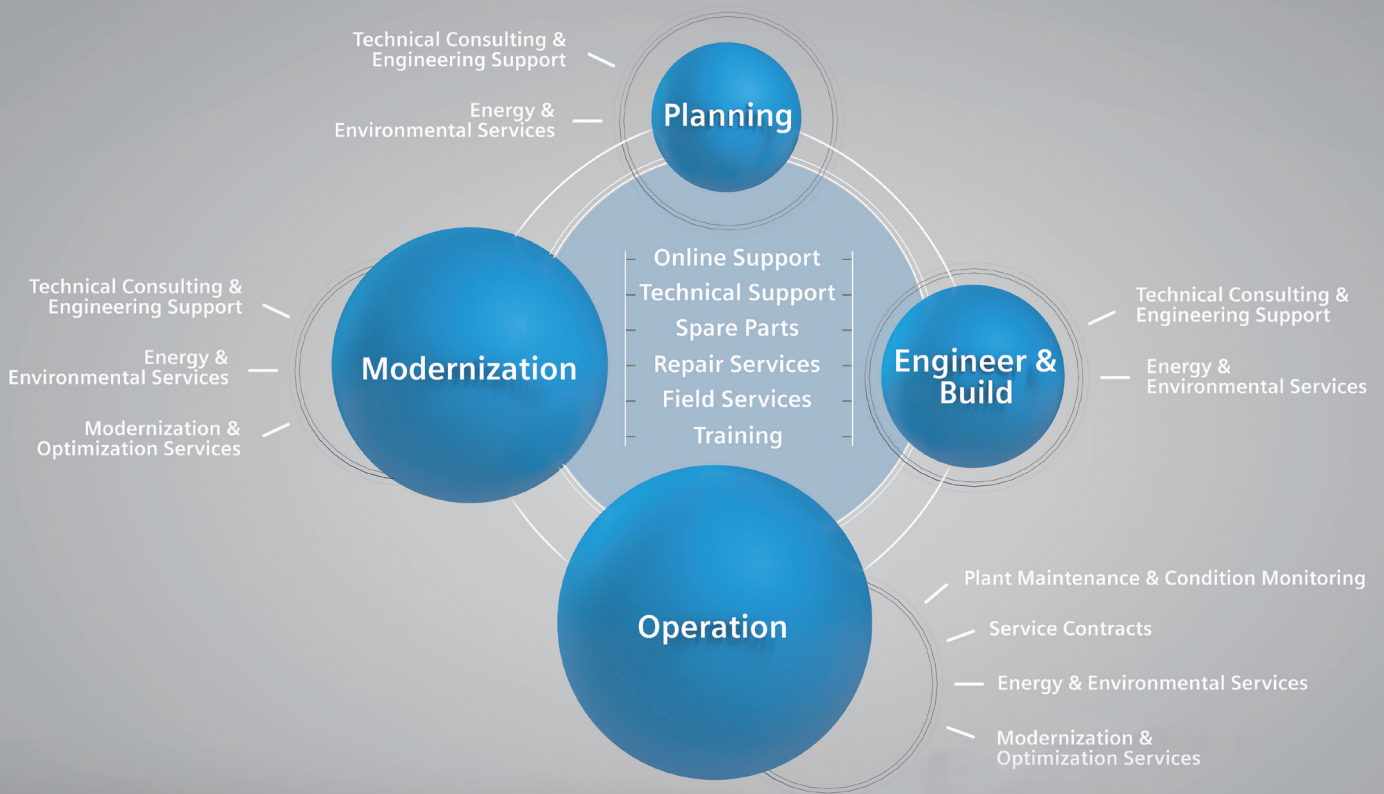 Technical Consulting &
Engineering Support
Energy &
Environmental Services
Planning
Online Support
Technical Support
Spare Parts
Repair Services
Field Services
Training
Technical Consulting &
Engineering Support
Energy &
Environmental Services
Modernization &
Optimization Services
Modernization
Engineer &
Build
Technical Consulting &
Engineering Support
Energy &
Environmental Services
Operation
Plant Maintenance & Condition Monitoring
Service Contracts
Energy & Environmental Services
Modernization &
Optimization Services